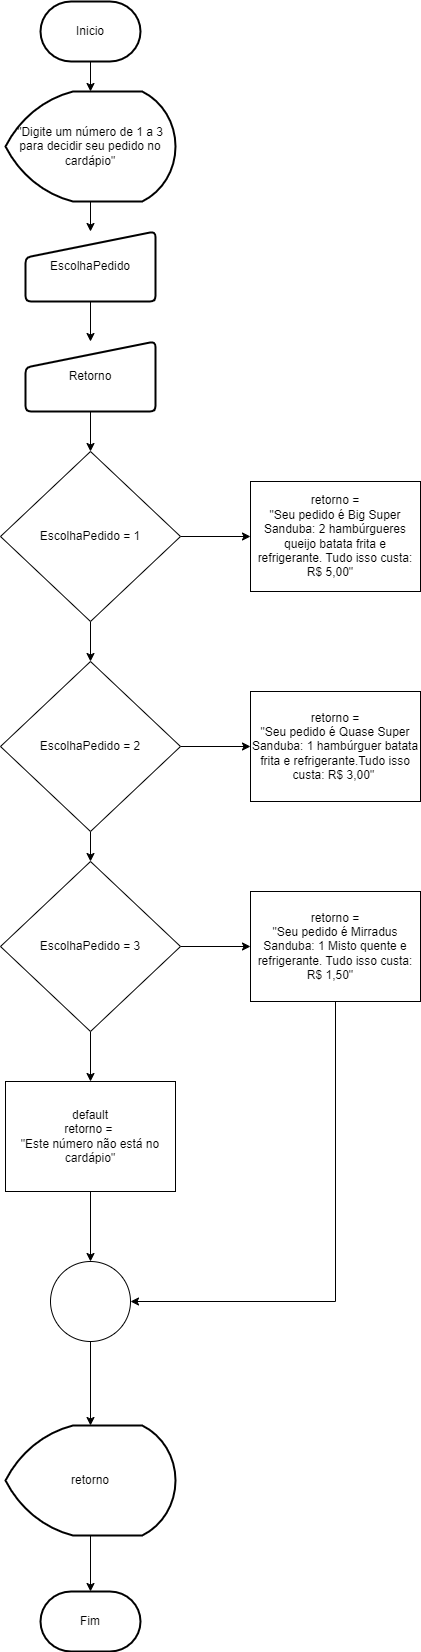 Inicio
"Digite um número de 1 a 3
para decidir seu pedido no
cardápio"
EscolhaPedido
Retorno
EscolhaPedido = 1
retorno =
"Seu pedido é Big Super
Sanduba: 2 hambúrgueres
queijo batata frita e
refrigerante. Tudo isso custa:
R$ 5,00"
EscolhaPedido = 2
retorno =
"Seu pedido é Quase Super
Sanduba: 1 hambúrguer batata
frita e refrigerante.Tudo isso
custa: R$ 3,00"
EscolhaPedido = 3
retorno =
"Seu pedido é Mirradus
Sanduba: 1 Misto quente e
refrigerante. Tudo isso custa:
R$ 1,50"
default
retorno =
"Este número não está no
cardápio"
retorno
Fim